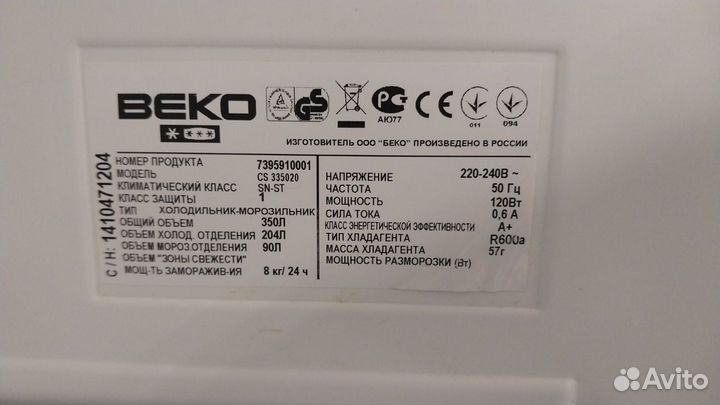 BEKO
АЮ77
011
094
ИЗГОТОВИТЕЛЬ ООО "БЕКО" ПРОИЗВЕДЕНО В РОССИИ
С / Н: 1410471204
НОМЕР ПРОДУКТА 7395910001
МОДЕЛЬ CS 335020
КЛИМАТИЧЕСКИЙ КЛАСС SN-ST
КЛАСС ЗАЩИТЫ 1
ТИП ХОЛОДИЛЬНИК-МОРОЗИЛЬНИК
ОБЩИЙ ОБЪЕМ 350Л
ОБЪЕМ ХОЛОД. ОТДЕЛЕНИЯ 204Л
ОБЪЕМ МОРОЗ.ОТДЕЛЕНИЯ 90Л
ОБЪЕМ "ЗОНЫ СВЕЖЕСТИ"
МОЩ-ТЬ ЗАМОРАЖИВ-ИЯ 8 кг/ 24 ч
НАПРЯЖЕНИЕ 220-240В ~
ЧАСТОТА 50 Гц
МОЩНОСТЬ 120Вт
СИЛА ТОКА 0,6 А
КЛАСС ЭНЕРГЕТИЧЕСКОЙ ЭФФЕКТИВНОСТИ А+
ТИП ХЛАДАГЕНТА R600a
МАССА ХЛАДАГЕНТА 57г
МОЩНОСТЬ РАЗМОРОЗКИ (Вт)
Avito